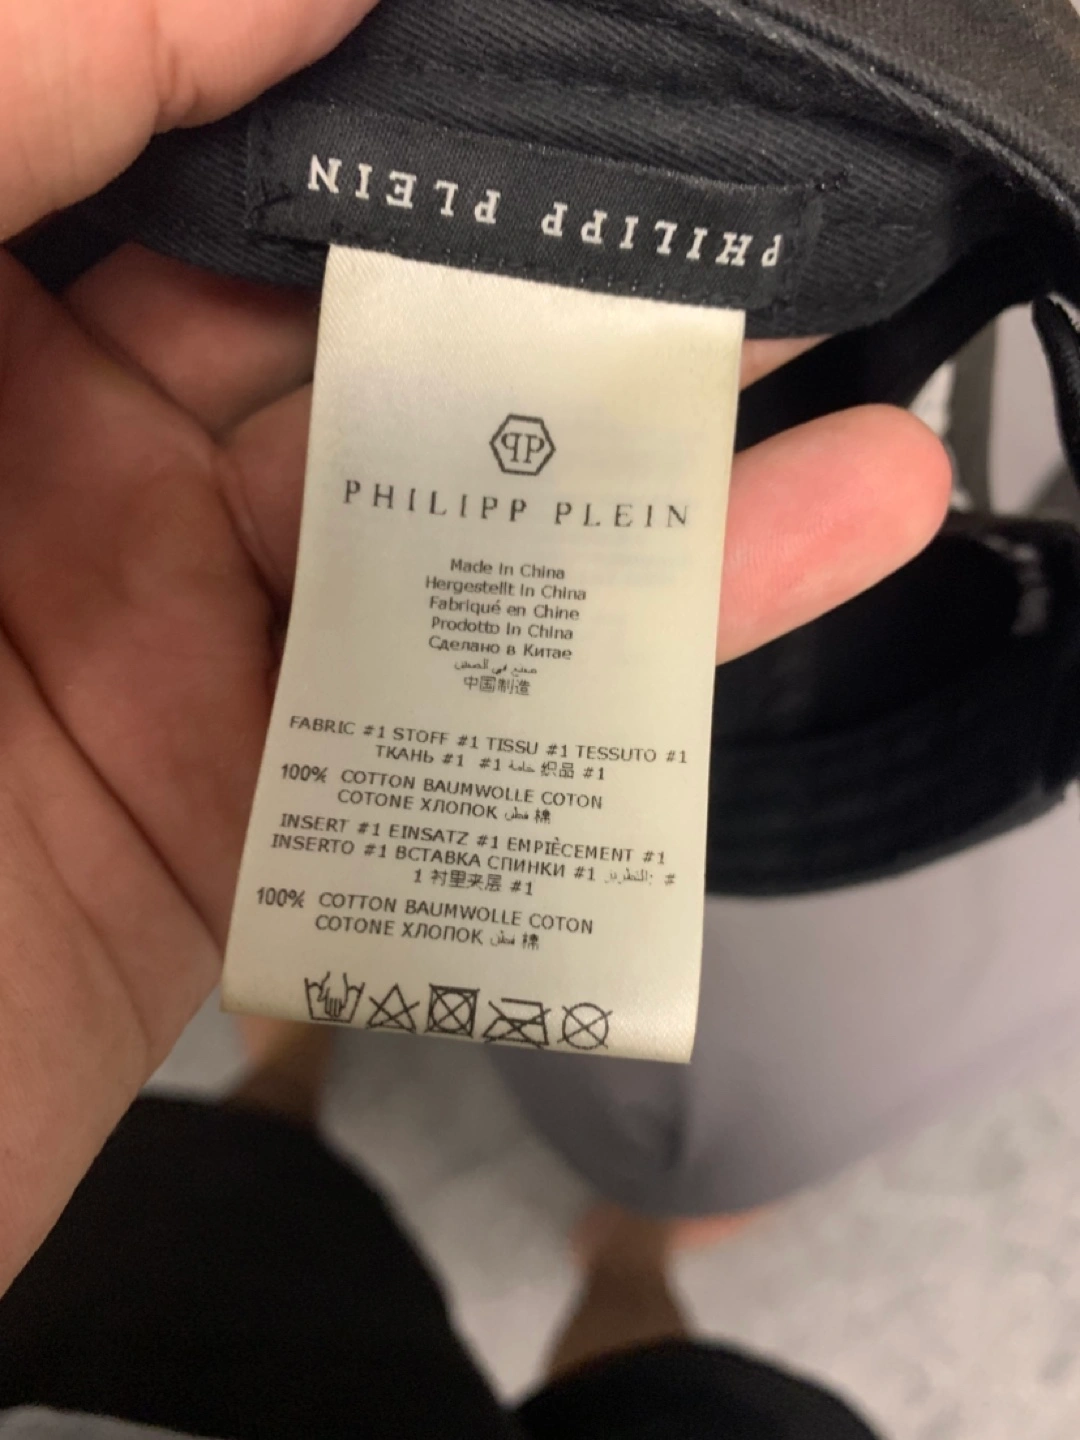 PHILIPP PLEIN
PHILIPP PLEIN
Made in China
Hergestellt in China
Fabriqué en Chine
Prodotto in China
Сделано в Китае
صنع في الصين
中国制造
FABRIC #1 STOFF #1 TISSU #1 TESSUTO #1
ТКАНЬ #1 #1 خامة 织品 #1
100% COTTON BAUMWOLLE COTON
COTONE ХЛОПОК قطن 棉
INSERT #1 EINSATZ #1 EMPIÈCEMENT #1
INSERTO #1 ВСТАВКА СПИНКИ #1 #
1 衬里夹层 #1
100% COTTON BAUMWOLLE COTON
COTONE ХЛОПОК قطن 棉